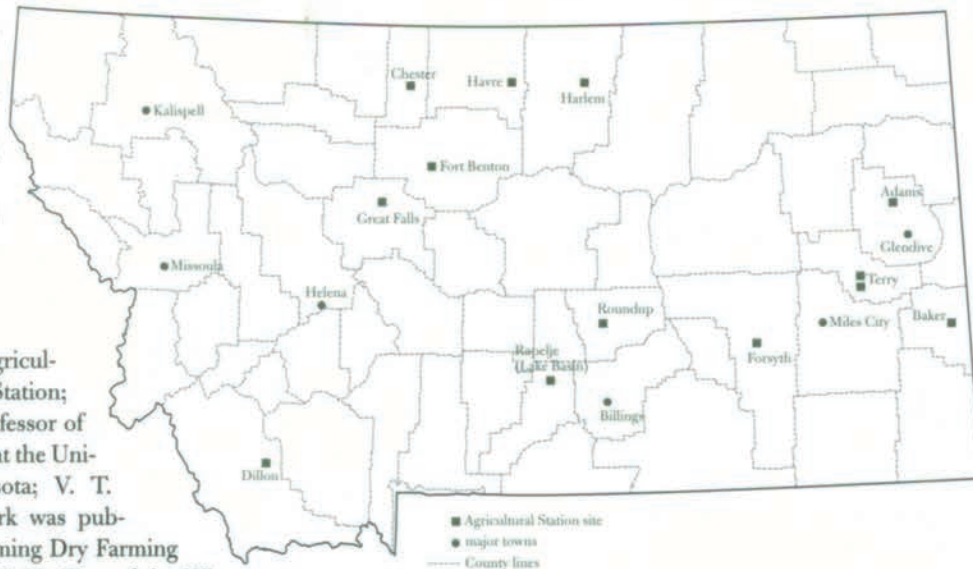 Chester
Havre
Harlem
Kalispell
Fort Benton
Great Falls
Adams
Glendive
Missoula
Helena
Terry
Roundup
Miles City
Baker
Forsyth
Rapelje
(Lake Basin)
Billings
Dillon
Agricultural Station site
major towns
County lines
gricul-
Station;
fessor of
at the Uni-
sota; V. T.
rk was pub-
ning Dry Farming